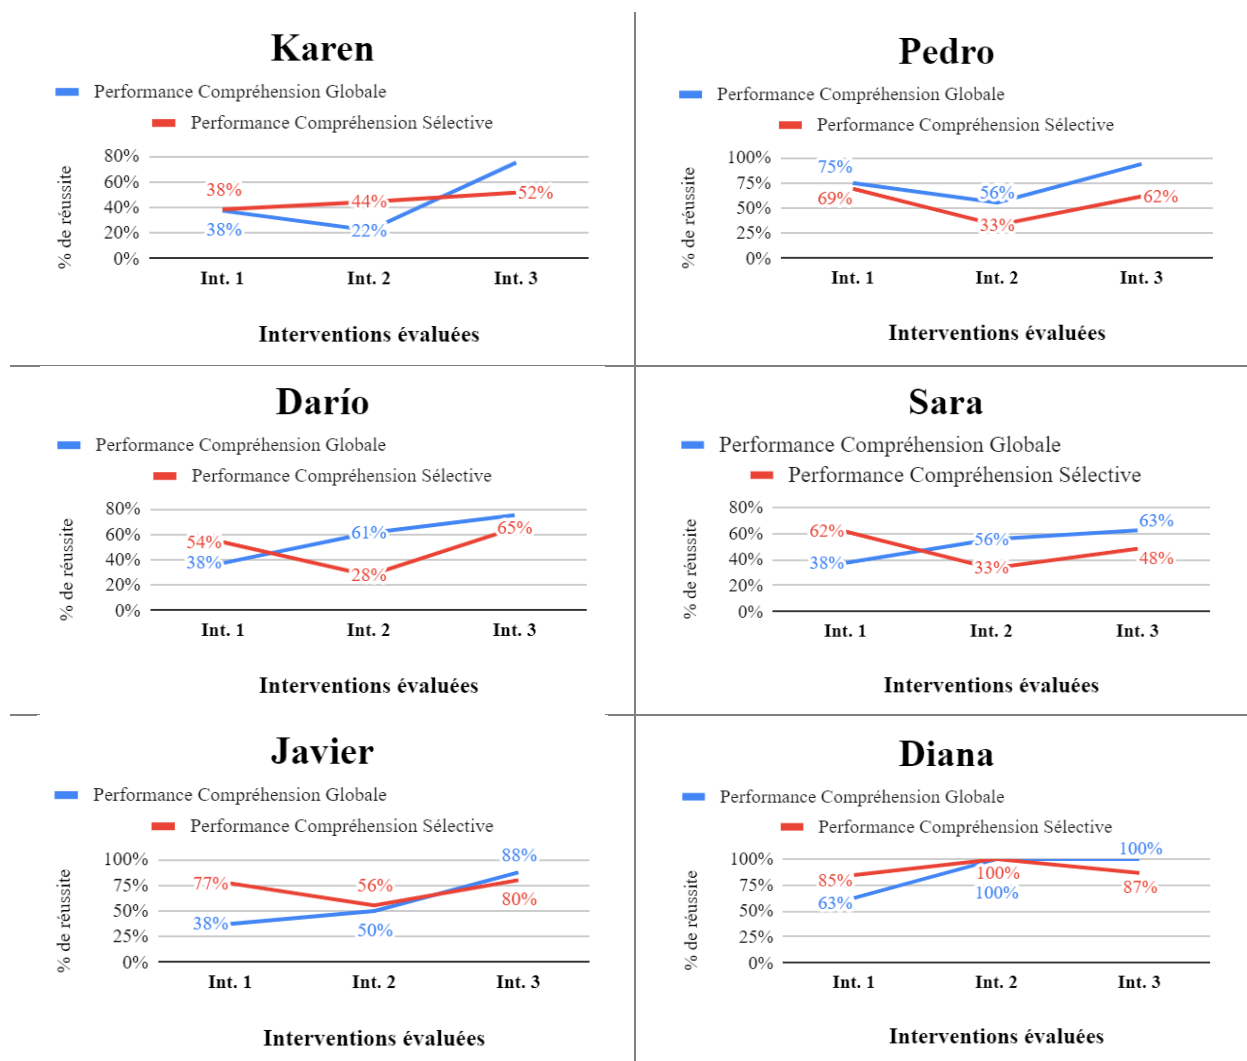 Karen
Performance Compréhension Globale
Performance Compréhension Sélective
% de réussite
80%
60%
40%
20%
0%
38%
38%
44%
22%
52%
Int. 1
Int. 2
Int. 3
Interventions évaluées
Pedro
Performance Compréhension Globale
Performance Compréhension Sélective
% de réussite
100%
75%
50%
25%
0%
75%
69%
56%
33%
62%
Int. 1
Int. 2
Int. 3
Interventions évaluées
Darío
Performance Compréhension Globale
Performance Compréhension Sélective
% de réussite
80%
60%
40%
20%
0%
54%
38%
61%
28%
65%
Int. 1
Int. 2
Int. 3
Interventions évaluées
Sara
Performance Compréhension Globale
Performance Compréhension Sélective
% de réussite
80%
60%
40%
20%
0%
62%
38%
56%
33%
63%
48%
Int. 1
Int. 2
Int. 3
Interventions évaluées
Javier
Performance Compréhension Globale
Performance Compréhension Sélective
% de réussite
100%
75%
50%
25%
0%
77%
38%
56%
50%
88%
80%
Int. 1
Int. 2
Int. 3
Interventions évaluées
Diana
Performance Compréhension Globale
Performance Compréhension Sélective
% de réussite
100%
75%
50%
25%
0%
85%
63%
100%
100%
100%
87%
Int. 1
Int. 2
Int. 3
Interventions évaluées